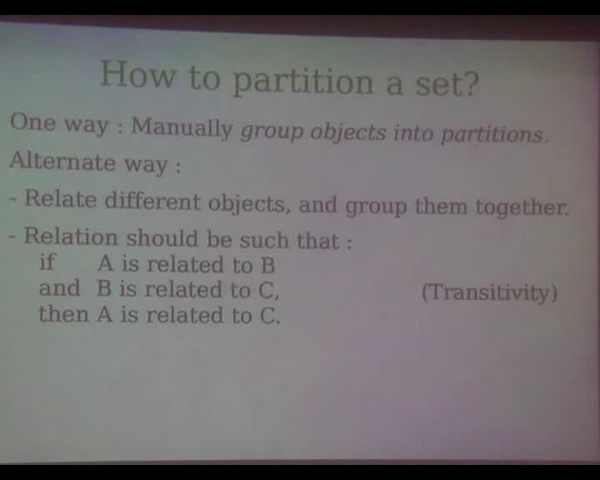 How to partition a set?
One way : Manually group objects into partitions.
Alternate way :
- Relate different objects, and group them together.
- Relation should be such that :
if A is related to B
and B is related to C, (Transitivity)
then A is related to C.